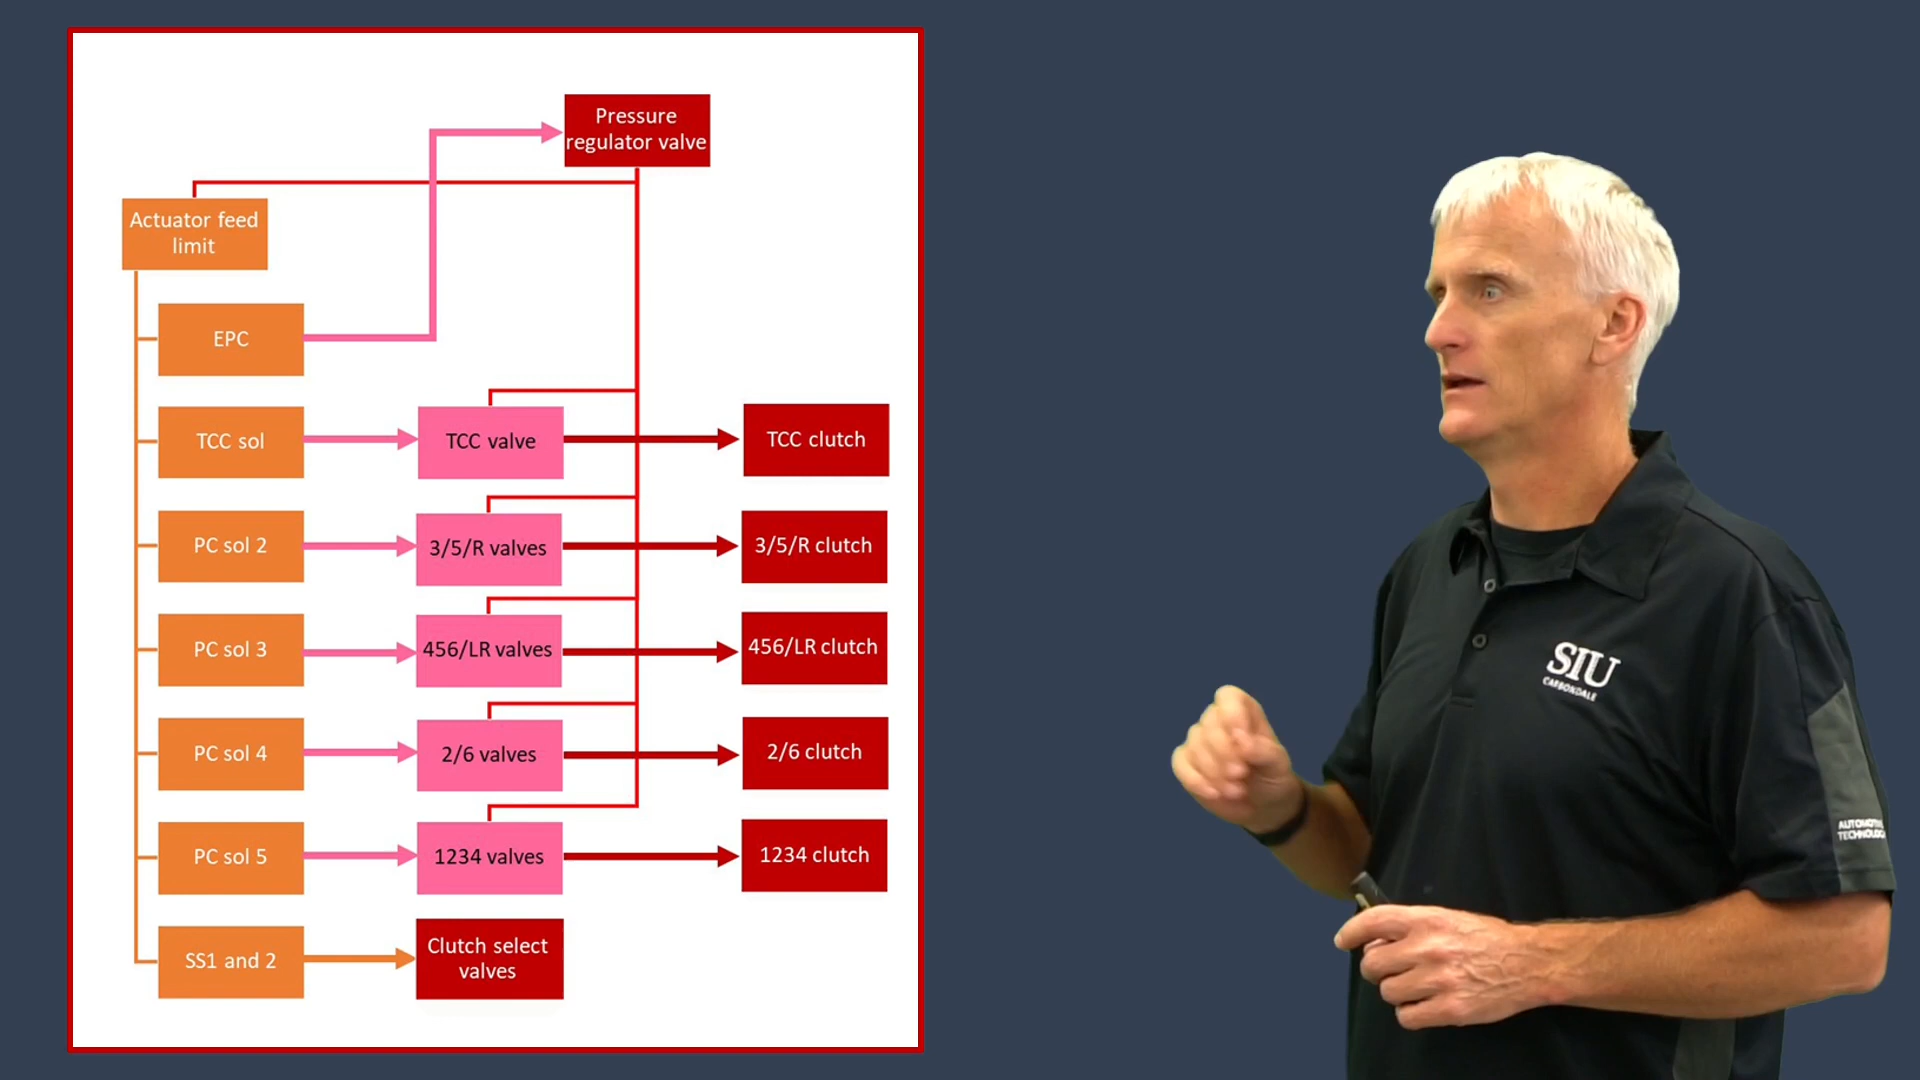 Pressure
regulator valve
Actuator feed
limit
EPC
TCC sol
TCC valve
TCC clutch
PC sol 2
3/5/R valves
3/5/R clutch
PC sol 3
456/LR valves
456/LR clutch
PC sol 4
2/6 valves
2/6 clutch
PC sol 5
1234 valves
1234 clutch
SS1 and 2
Clutch select
valves
SIU
CARBONDALE